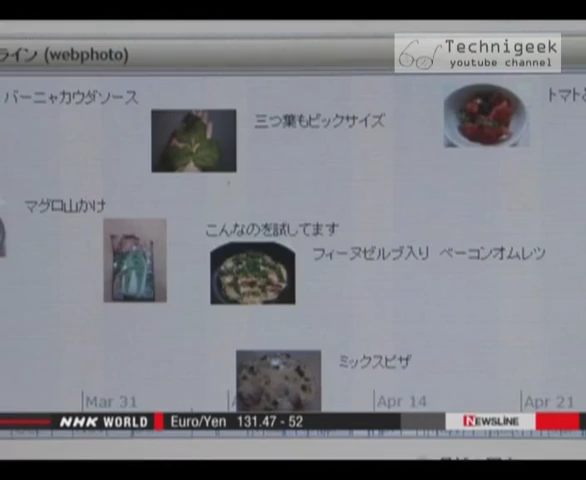 ライン (webphoto)
Technigeek
youtube channel
バーニャカウダソース
三つ葉もビックサイズ
トマト
マグロ山かけ
こんなのを試してます
フィーヌゼルブ入り ベーコンオムレツ
ミックスピザ
Mar 31
Apr 14
Apr 21
NHK WORLD
Euro/Yen 131.47 - 52
NEWSLINE